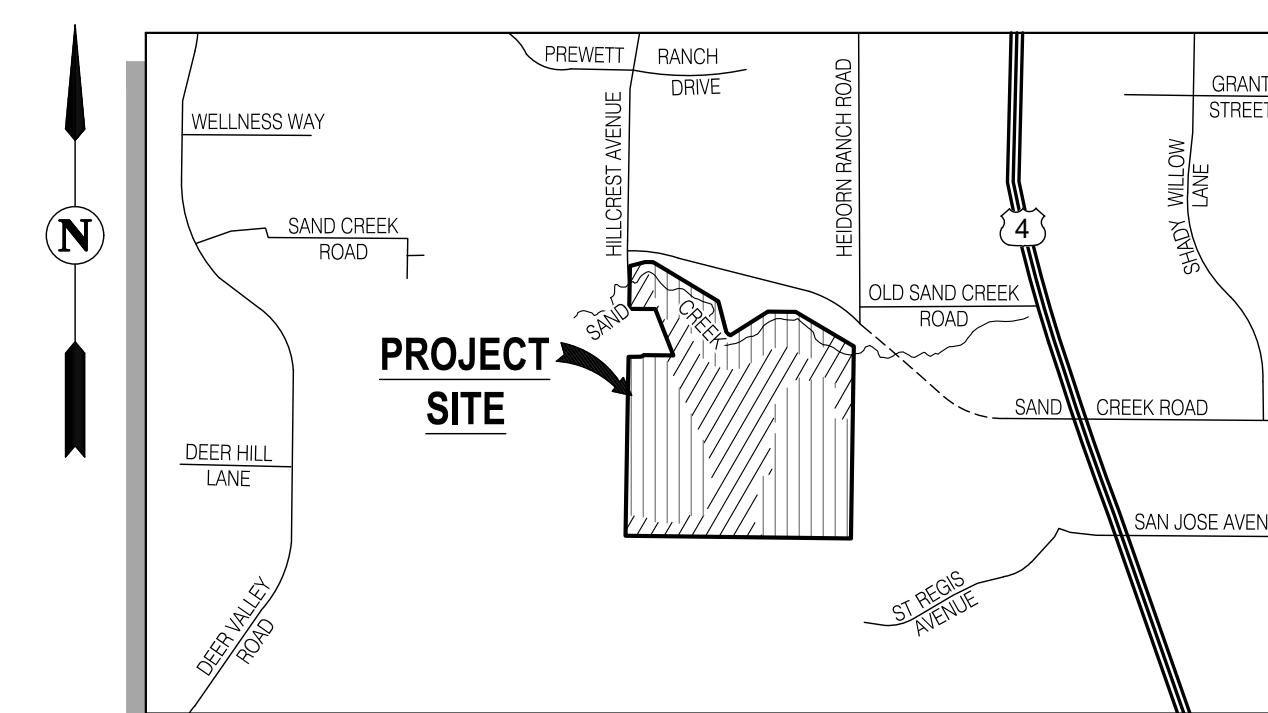 PREWETT RANCH
DRIVE
GRANT
STREET
WELLNESS WAY
HILLCREST AVENUE
HEIDORN RANCH ROAD
SHADY WILLOW
LANE
N
SAND CREEK
ROAD
4
OLD SAND CREEK
ROAD
SAND CREEK
PROJECT
SITE
SAND CREEK ROAD
DEER HILL
LANE
SAN JOSE AVEN
ST REGIS
AVENUE
DEER VALLEY
ROAD